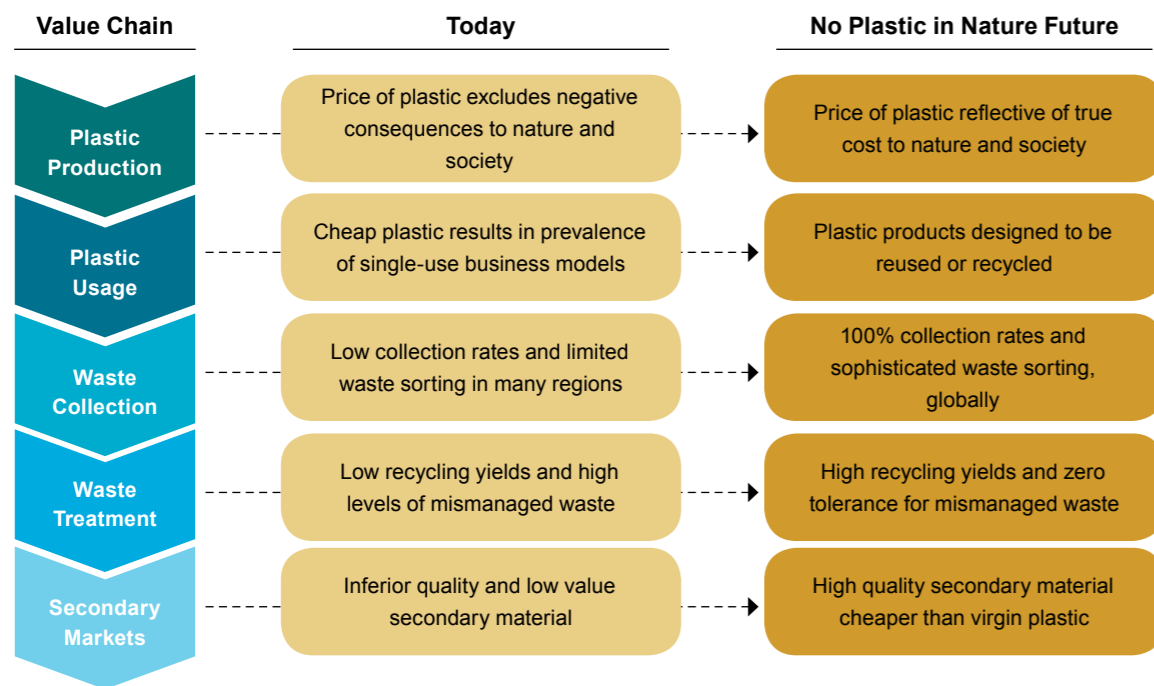 Value Chain
Today
No Plastic in Nature Future
Plastic
Production
Price of plastic excludes negative
consequences to nature and
society
Price of plastic reflective of true
cost to nature and society
Plastic
Usage
Cheap plastic results in prevalence
of single-use business models
Plastic products designed to be
reused or recycled
Waste
Collection
Low collection rates and limited
waste sorting in many regions
100% collection rates and
sophisticated waste sorting,
globally
Waste
Treatment
Low recycling yields and high
levels of mismanaged waste
High recycling yields and zero
tolerance for mismanaged waste
Secondary
Markets
Inferior quality and low value
secondary material
High quality secondary material
cheaper than virgin plastic